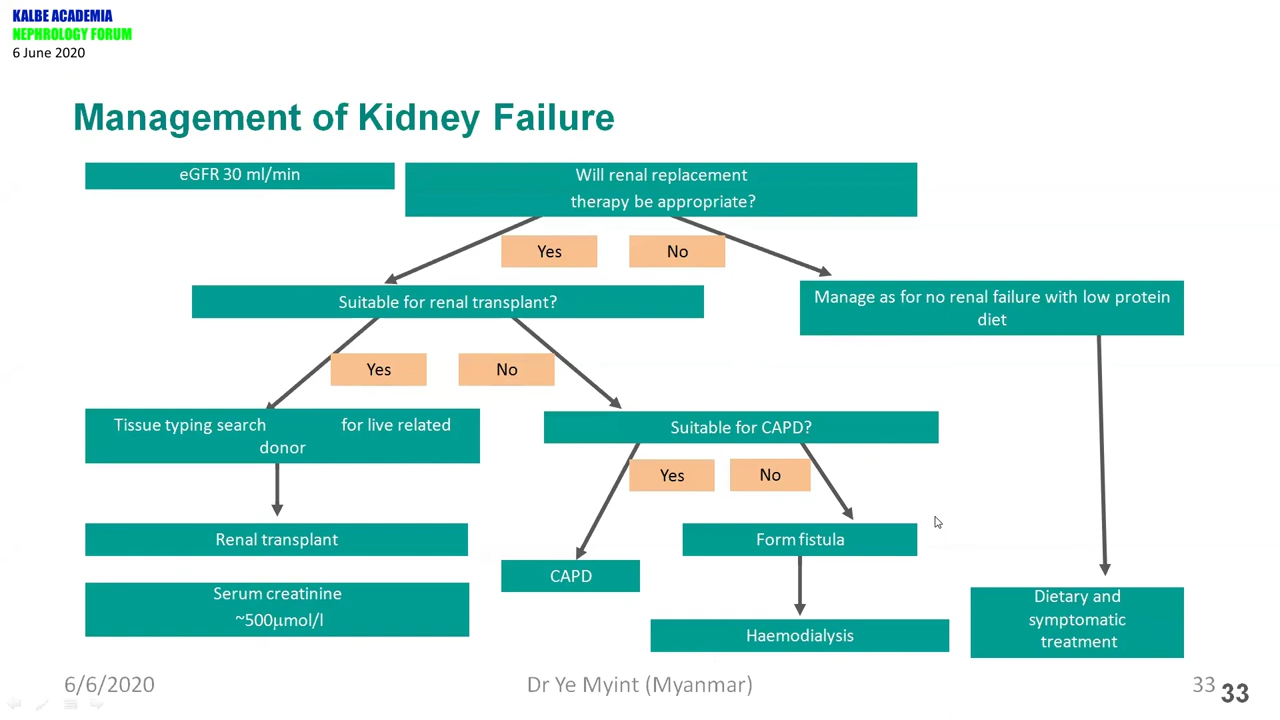 KALBE ACADEMIA
NEPHROLOGY FORUM
6 June 2020
Management of Kidney Failure
eGFR 30 ml/min
Will renal replacement
therapy be appropriate?
Yes
No
Suitable for renal transplant?
Manage as for no renal failure with low protein
diet
Yes
No
Tissue typing search for live related
donor
Suitable for CAPD?
Yes
No
Renal transplant
Form fistula
CAPD
Serum creatinine
~500µmol/l
Haemodialysis
Dietary and
symptomatic
treatment
6/6/2020
Dr Ye Myint (Myanmar)
33
33